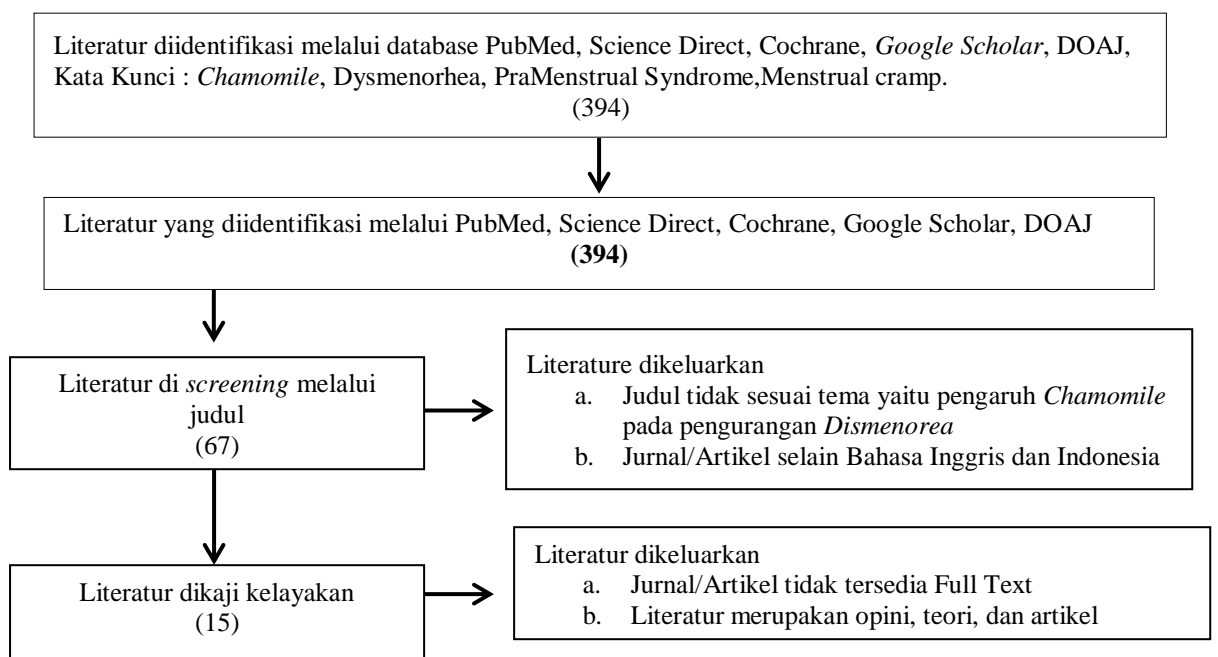 Literatur diidentifikasi melalui database PubMed, Science Direct, Cochrane, Google Scholar, DOAJ,
Kata Kunci : Chamomile, Dysmenorhea, PraMenstrual Syndrome,Menstrual cramp.
(394)
Literatur yang diidentifikasi melalui PubMed, Science Direct, Cochrane, Google Scholar, DOAJ
(394)
Literatur di screening melalui
judul
(67)
Literature dikeluarkan
a. Judul tidak sesuai tema yaitu pengaruh Chamomile
pada pengurangan Dismenorea
b. Jurnal/Artikel selain Bahasa Inggris dan Indonesia
Literatur dikaji kelayakan
(15)
Literatur dikeluarkan
a. Jurnal/Artikel tidak tersedia Full Text
b. Literatur merupakan opini, teori, dan artikel